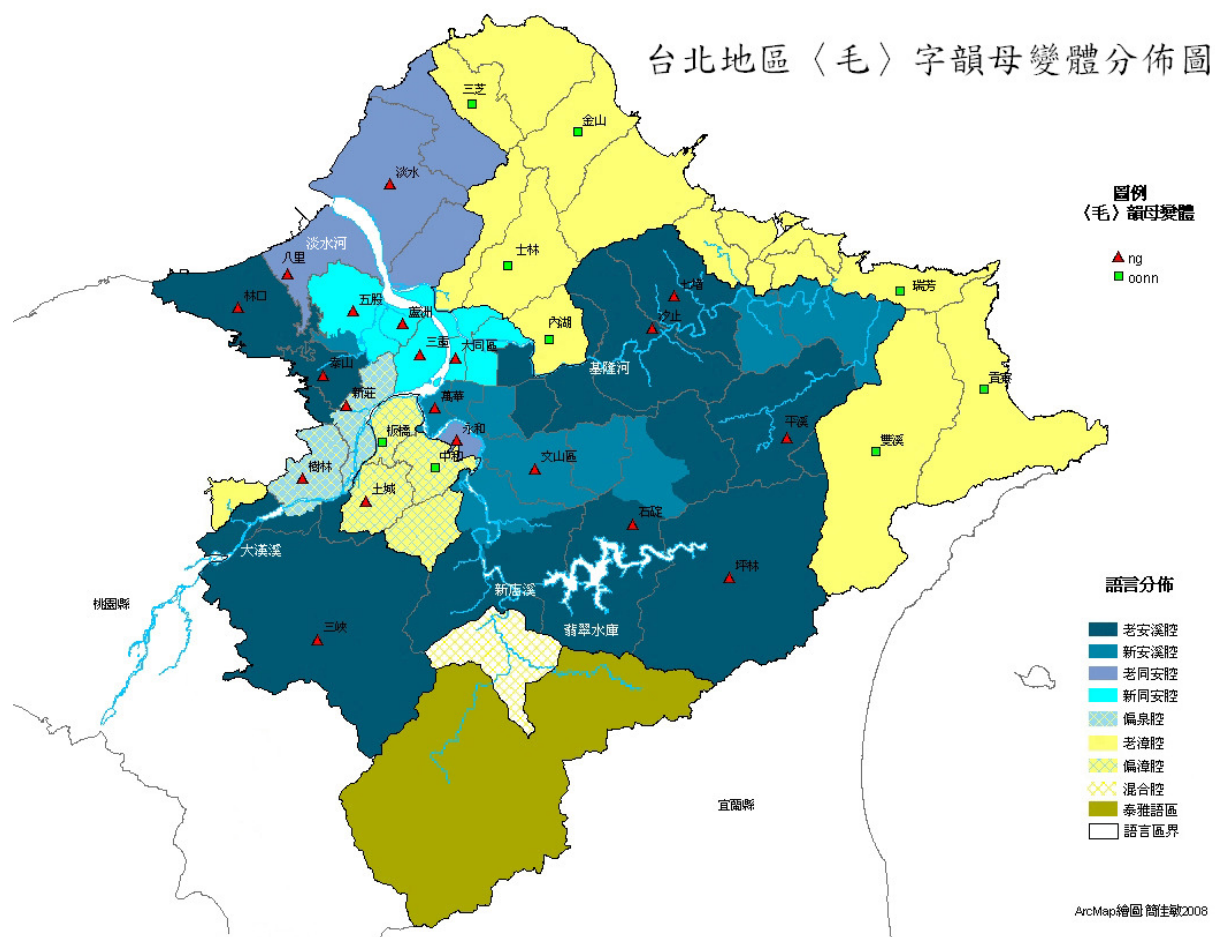 台北地區〈毛〉字韻母變體分佈圖
三芝
金山
淡水
士林
淡水河
八里
林口
五股
蘆洲
三重
大同區
內湖
七堵
汐止
瑞芳
基隆河
貢寮
泰山
新莊
萬華
板橋
永和
中和
平溪
雙溪
文山區
樹林
土城
石碇
大漢溪
坪林
新店溪
翡翠水庫
桃園縣
三峽
宜蘭縣
圖例
〈毛〉韻母變體
ng
oonn
語言分佈
老安溪腔
新安溪腔
老同安腔
新同安腔
偏泉腔
老漳腔
偏漳腔
混合腔
泰雅語區
語言區界
ArcMap繪圖:簡佳敏2008